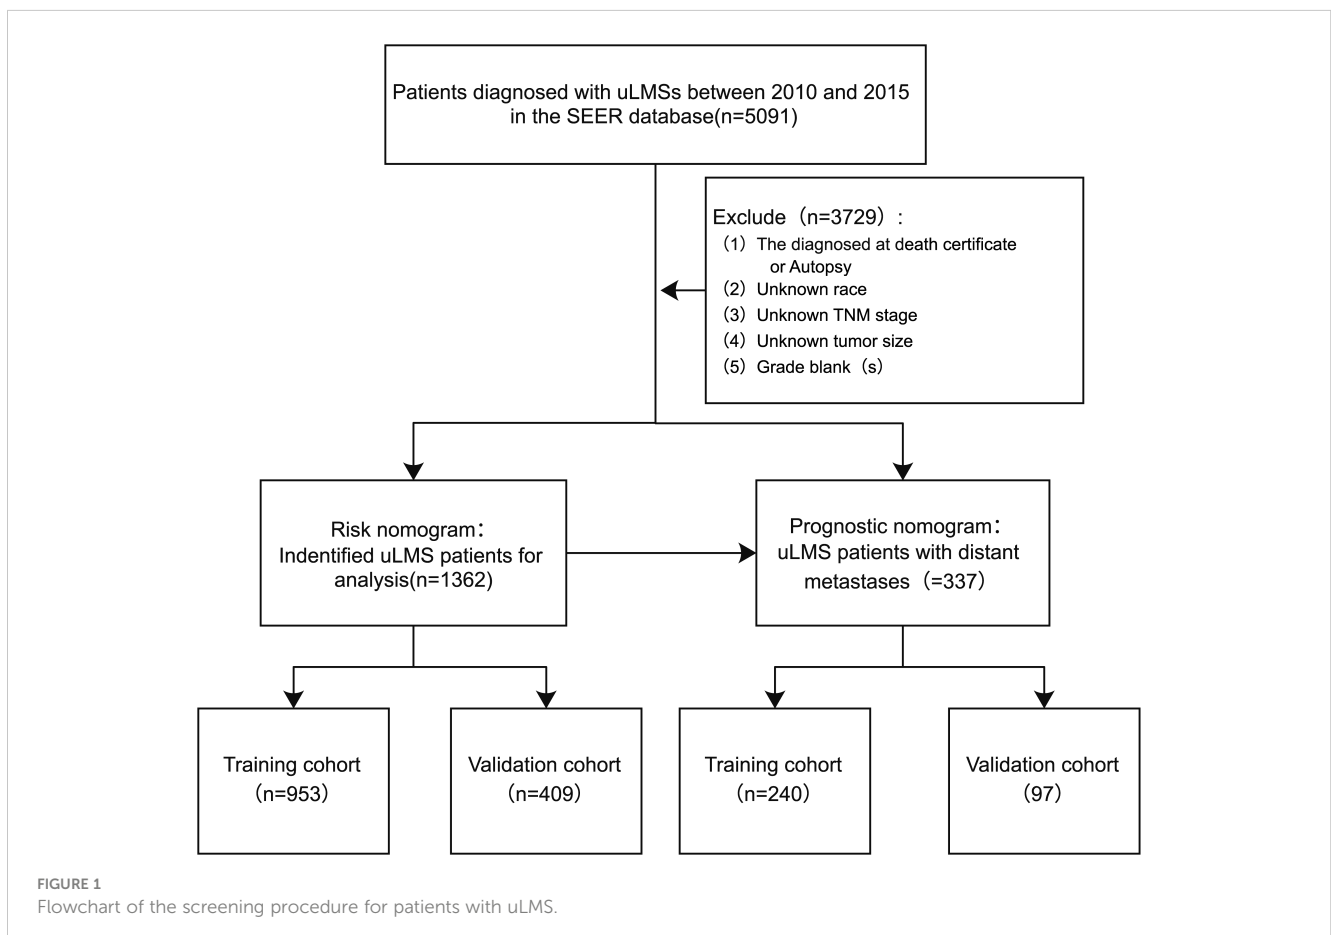 Patients diagnosed with uLMSs between 2010 and 2015
in the SEER database(n=5091)
Exclude（n=3729）:
（1）The diagnosed at death certificate
or Autopsy
（2）Unknown race
（3）Unknown TNM stage
（4）Unknown tumor size
（5）Grade blank（s）
Risk nomogram：
Indentified uLMS patients for
analysis(n=1362)
Prognostic nomogram：
uLMS patients with distant
metastases（=337）
Training cohort
（n=953）
Validation cohort
（n=409）
Training cohort
（n=240）
Validation cohort
（97）
FIGURE 1
Flowchart of the screening procedure for patients with uLMS.